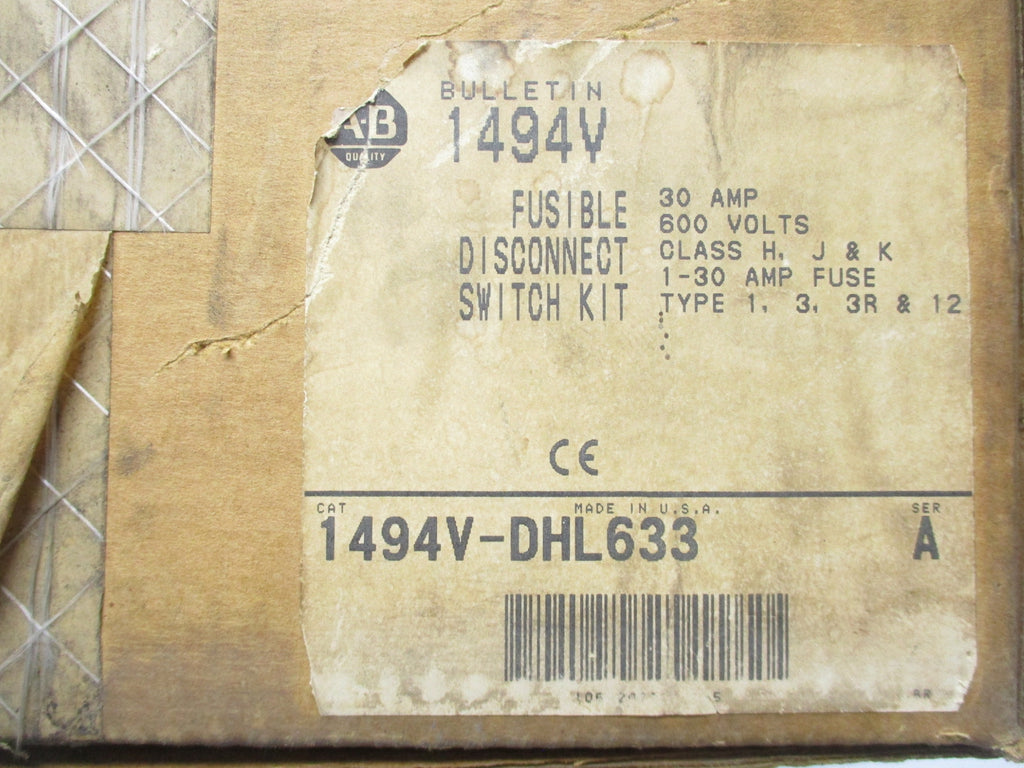 BULLETIN
1494V
A-B
QUALITY
FUSIBLE
DISCONNECT
SWITCH KIT
30 AMP
600 VOLTS
CLASS H, J & K
1-30 AMP FUSE
TYPE 1, 3, 3R & 12
CE
CAT
MADE IN U.S.A.
SER
1494V-DHL633
A